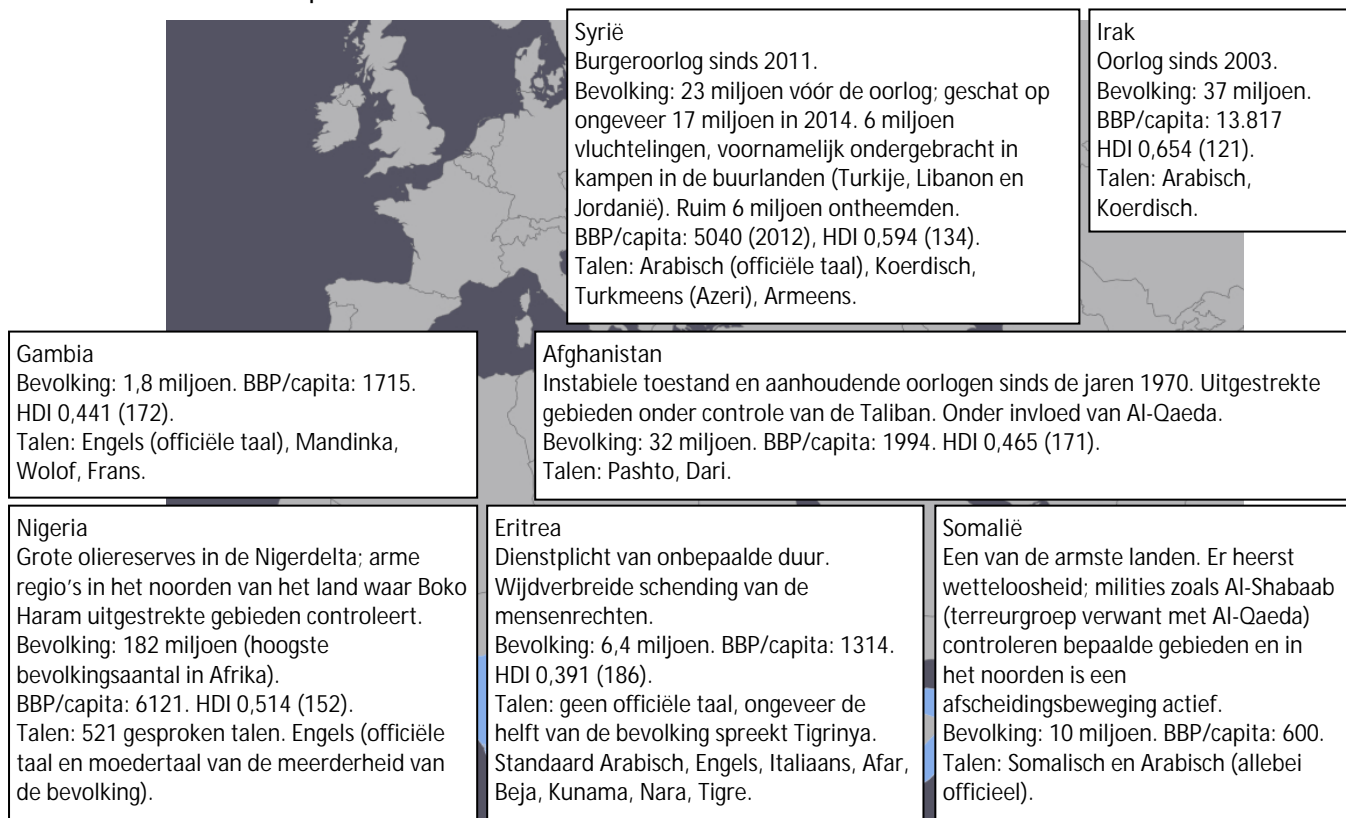 Syrië
Burgeroorlog sinds 2011.
Bevolking: 23 miljoen vóór de oorlog; geschat op
ongeveer 17 miljoen in 2014. 6 miljoen
vluchtelingen, voornamelijk ondergebracht in
kampen in de buurlanden (Turkije, Libanon en
Jordanië). Ruim 6 miljoen ontheemden.
BBP/capita: 5040 (2012), HDI 0,594 (134).
Talen: Arabisch (officiële taal), Koerdisch,
Turkmeens (Azeri), Armeens.
Irak
Oorlog sinds 2003.
Bevolking: 37 miljoen.
BBP/capita: 13.817
HDI 0,654 (121).
Talen: Arabisch,
Koerdisch.
Gambia
Bevolking: 1,8 miljoen. BBP/capita: 1715.
HDI 0,441 (172).
Talen: Engels (officiële taal), Mandinka,
Wolof, Frans.
Afghanistan
Instabiele toestand en aanhoudende oorlogen sinds de jaren 1970. Uitgestrekte
gebieden onder controle van de Taliban. Onder invloed van Al-Qaeda.
Bevolking: 32 miljoen. BBP/capita: 1994. HDI 0,465 (171).
Talen: Pashto, Dari.
Nigeria
Grote oliereserves in de Nigerdelta; arme
regio's in het noorden van het land waar Boko
Haram uitgestrekte gebieden controleert.
Bevolking: 182 miljoen (hoogste
bevolkingsaantal in Afrika).
BBP/capita: 6121. HDI 0,514 (152).
Talen: 521 gesproken talen. Engels (officiële
taal en moedertaal van de meerderheid van
de bevolking).
Eritrea
Dienstplicht van onbepaalde duur.
Wijdverbreide schending van de
mensenrechten.
Bevolking: 6,4 miljoen. BBP/capita: 1314.
HDI 0,391 (186).
Talen: geen officiële taal, ongeveer de
helft van de bevolking spreekt Tigrinya.
Standaard Arabisch, Engels, Italiaans, Afar,
Beja, Kunama, Nara, Tigre.
Somalië
Een van de armste landen. Er heerst
wetteloosheid; milities zoals Al-Shabaab
(terreurgroep verwant met Al-Qaeda)
controleren bepaalde gebieden en in
het noorden is een
afscheidingsbeweging actief.
Bevolking: 10 miljoen. BBP/capita: 600.
Talen: Somalisch en Arabisch (allebei
officieel).